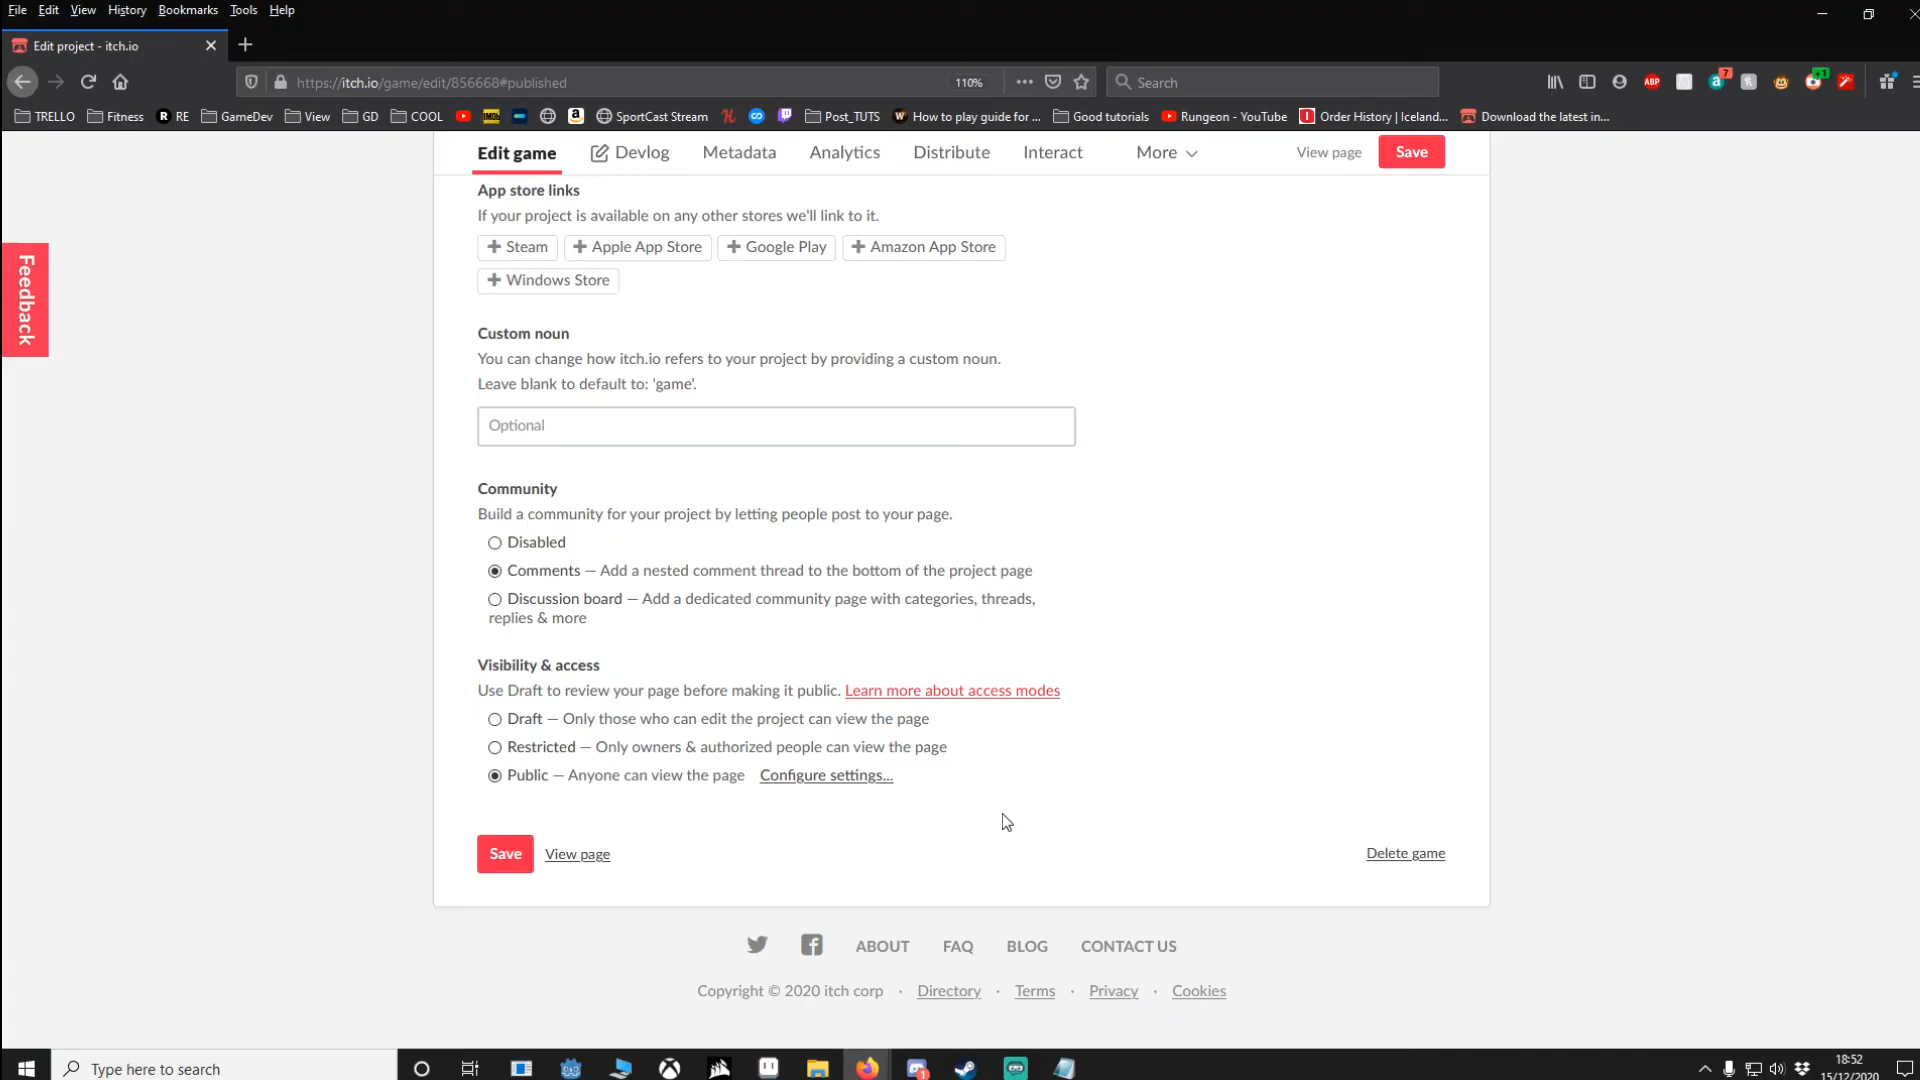 File Edit View History Bookmarks Tools Help
Edit project - itch.io
https://itch.io/game/edit/856668#published
110%
Search
ABP
7
+1
TRELLO Fitness R RE GameDev View GD COOL IMDb SportCast Stream Post_TUTS How to play guide for ... Good tutorials Rungeon - YouTube Order History | Iceland... Download the latest in...
Edit game Devlog Metadata Analytics Distribute Interact More View page Save
App store links
If your project is available on any other stores we'll link to it.
Steam Apple App Store Google Play Amazon App Store
Windows Store
Feedback
Custom noun
You can change how itch.io refers to your project by providing a custom noun.
Leave blank to default to: 'game'.
Optional
Community
Build a community for your project by letting people post to your page.
Disabled
Comments — Add a nested comment thread to the bottom of the project page
Discussion board — Add a dedicated community page with categories, threads,
replies & more
Visibility & access
Use Draft to review your page before making it public. Learn more about access modes
Draft — Only those who can edit the project can view the page
Restricted — Only owners & authorized people can view the page
Public — Anyone can view the page Configure settings...
Save View page Delete game
ABOUT FAQ BLOG CONTACT US
Copyright © 2020 itch corp · Directory · Terms · Privacy · Cookies
Type here to search
1
18:52
15/12/2020